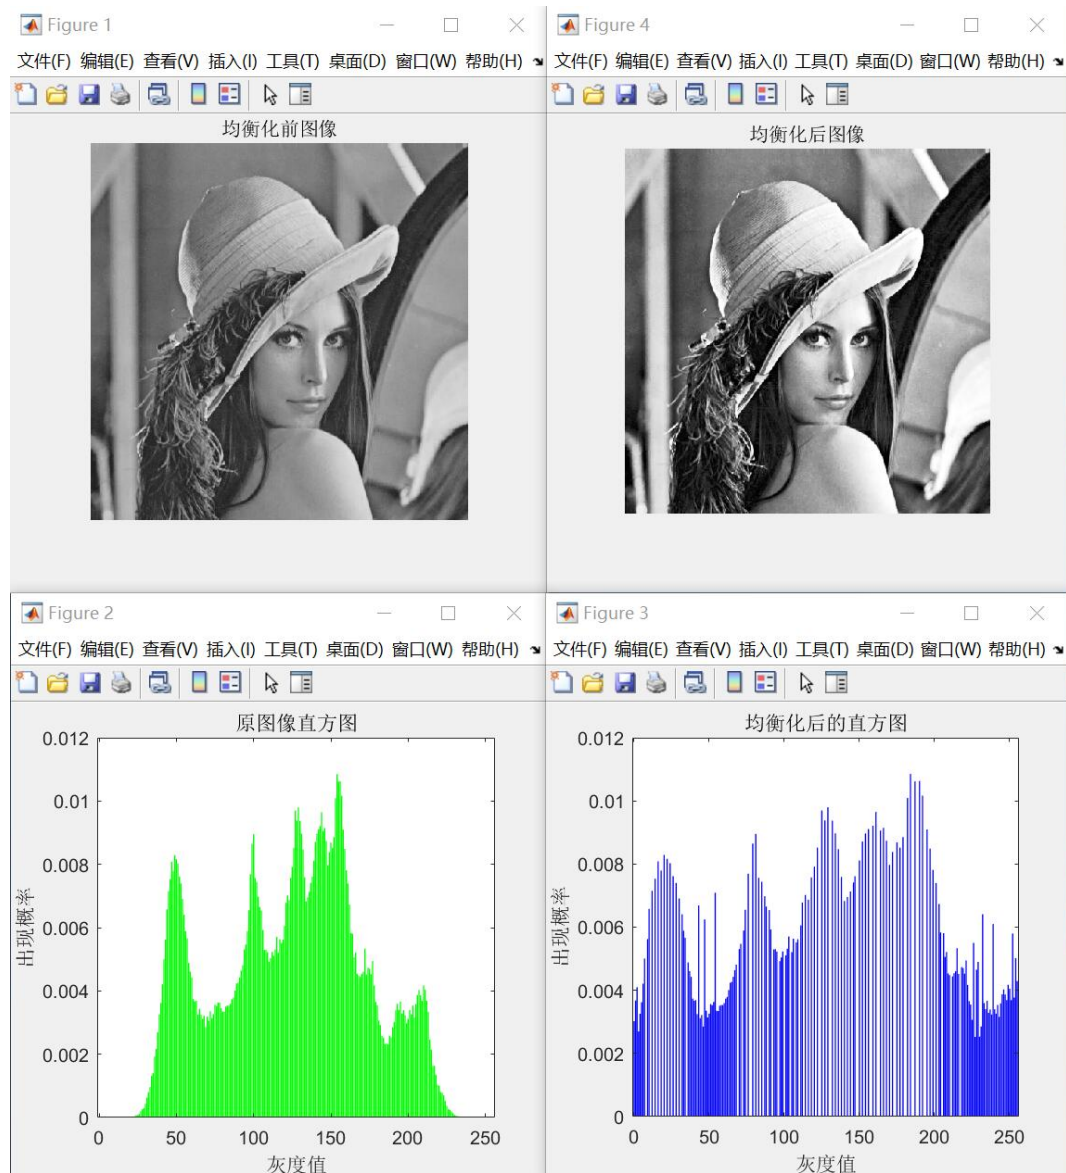 Figure 1
文件(F) 编辑(E) 查看(V) 插入(I) 工具(T) 桌面(D) 窗口(W) 帮助(H)
均衡化前图像
Figure 4
文件(F) 编辑(E) 查看(V) 插入(I) 工具(T) 桌面(D) 窗口(W) 帮助(H)
均衡化后图像
Figure 2
文件(F) 编辑(E) 查看(V) 插入(I) 工具(T) 桌面(D) 窗口(W) 帮助(H)
原图像直方图
0.012
0.01
0.008
0.006
0.004
0.002
0
出现概率
0 50 100 150 200 250
灰度值
Figure 3
文件(F) 编辑(E) 查看(V) 插入(I) 工具(T) 桌面(D) 窗口(W) 帮助(H)
均衡化后的直方图
0.012
0.01
0.008
0.006
0.004
0.002
0
出现概率
0 50 100 150 200 250
灰度值